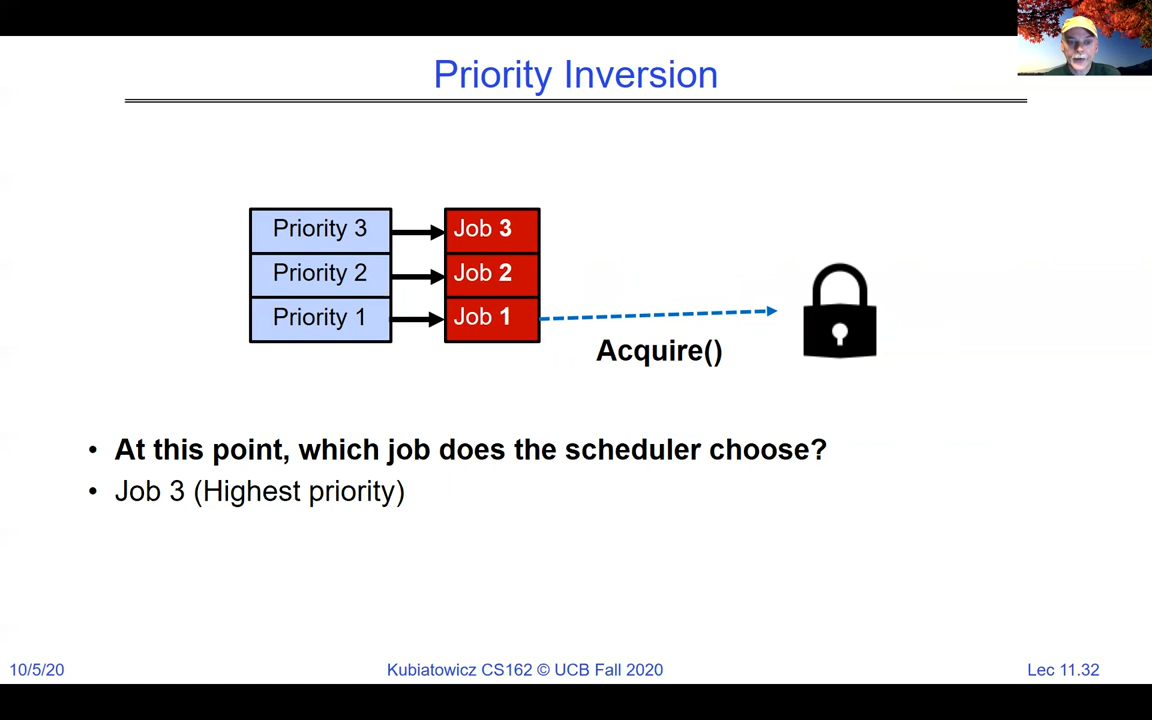 Priority Inversion
Priority 3
Job 3
Priority 2
Job 2
Priority 1
Job 1
Acquire()
• At this point, which job does the scheduler choose?
• Job 3 (Highest priority)
10/5/20
Kubiatowicz CS162 © UCB Fall 2020
Lec 11.32